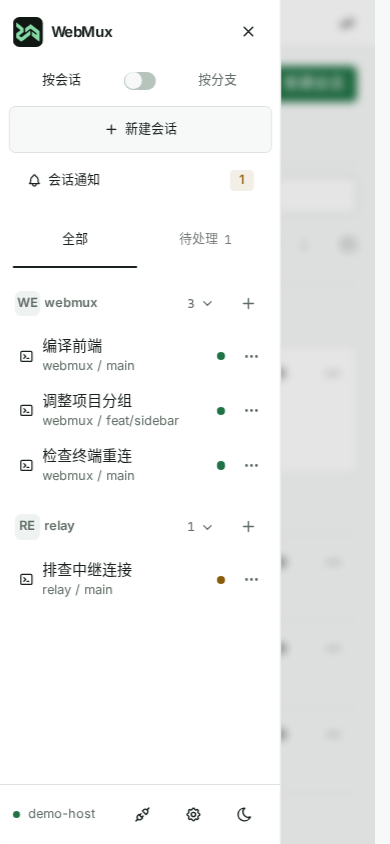 WebMux
按会话 按分支
新建会话
会话通知 1
全部 待处理 1
WE webmux 3
编译前端
webmux / main
调整项目分组
webmux / feat/sidebar
检查终端重连
webmux / main
RE relay 1
排查中继连接
relay / main
demo-host